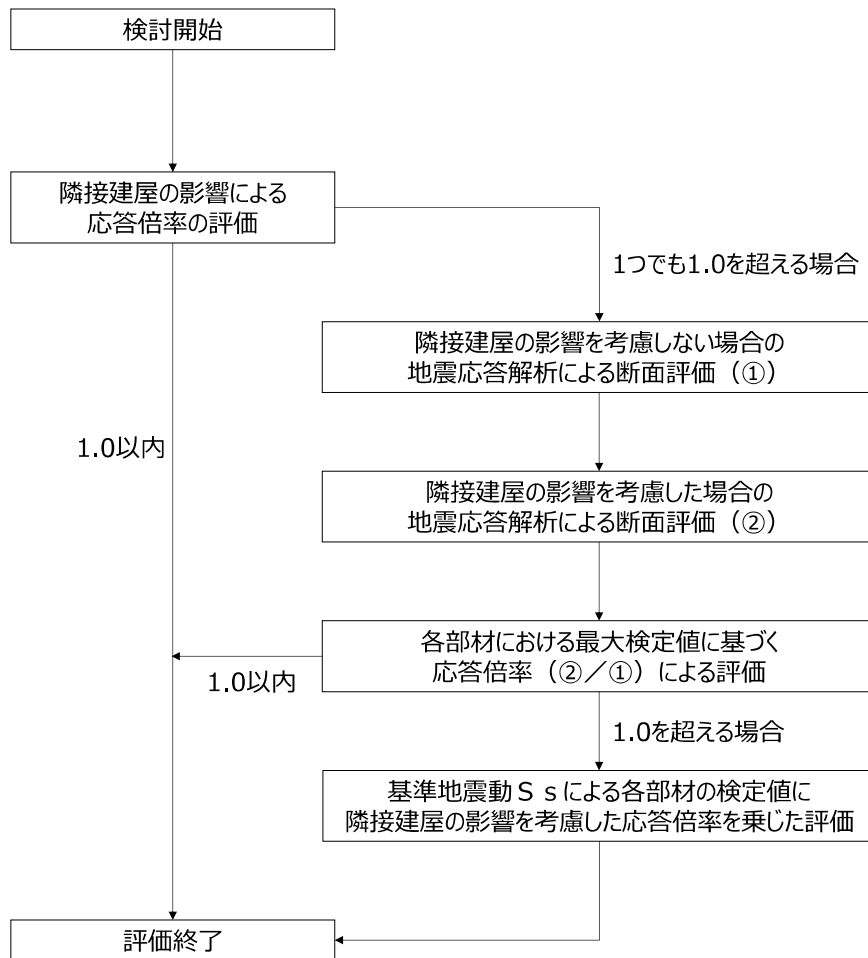 検討開始
隣接建屋の影響による
応答倍率の評価
1つでも1.0を超える場合
隣接建屋の影響を考慮しない場合の
地震応答解析による断面評価（①）
1.0以内
隣接建屋の影響を考慮した場合の
地震応答解析による断面評価（②）
各部材における最大検定値に基づく
応答倍率（②／①）による評価
1.0以内
1.0を超える場合
基準地震動Ｓｓによる各部材の検定値に
隣接建屋の影響を考慮した応答倍率を乗じた評価
評価終了